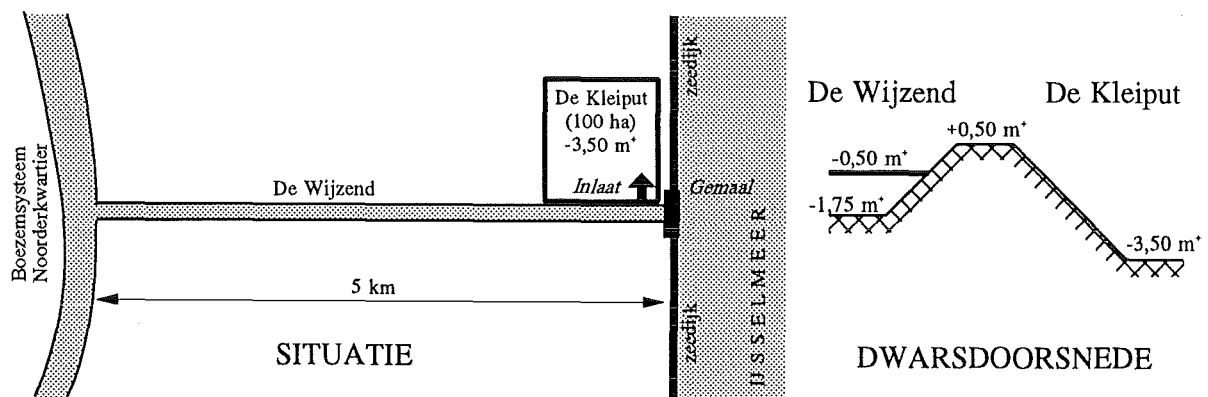 Boezemsysteem
Noorderkwartier
De Wijzend
De Kleiput
(100 ha)
-3,50 m⁺
Inlaat
Gemaal
zeedijk
zeedijk
IJSSELMEER
5 km
SITUATIE
De Wijzend
De Kleiput
+0,50 m⁺
-0,50 m⁺
-1,75 m⁺
-3,50 m⁺
DWARSDOORSNEDE